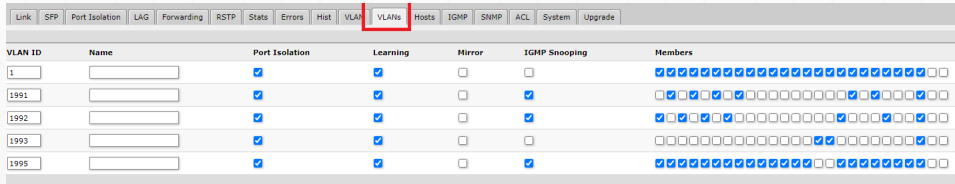 Link SFP Port Isolation LAG Forwarding RSTP Stats Errors Hist VLAN VLANs Hosts IGMP SNMP ACL System Upgrade
VLAN ID Name Port Isolation Learning Mirror IGMP Snooping Members
1
1991
1992
1993
1995